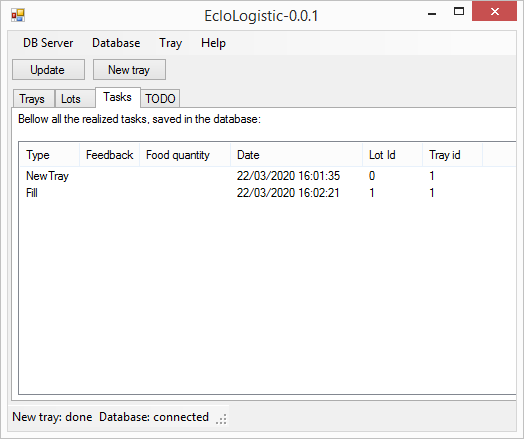 EcloLogistic-0.0.1
DB Server Database Tray Help
Update New tray
Trays Lots Tasks TODO
Bellow all the realized tasks, saved in the database:
Type Feedback Food quantity Date Lot Id Tray id
NewTray 22/03/2020 16:01:35 0 1
Fill 22/03/2020 16:02:21 1 1
New tray: done Database: connected